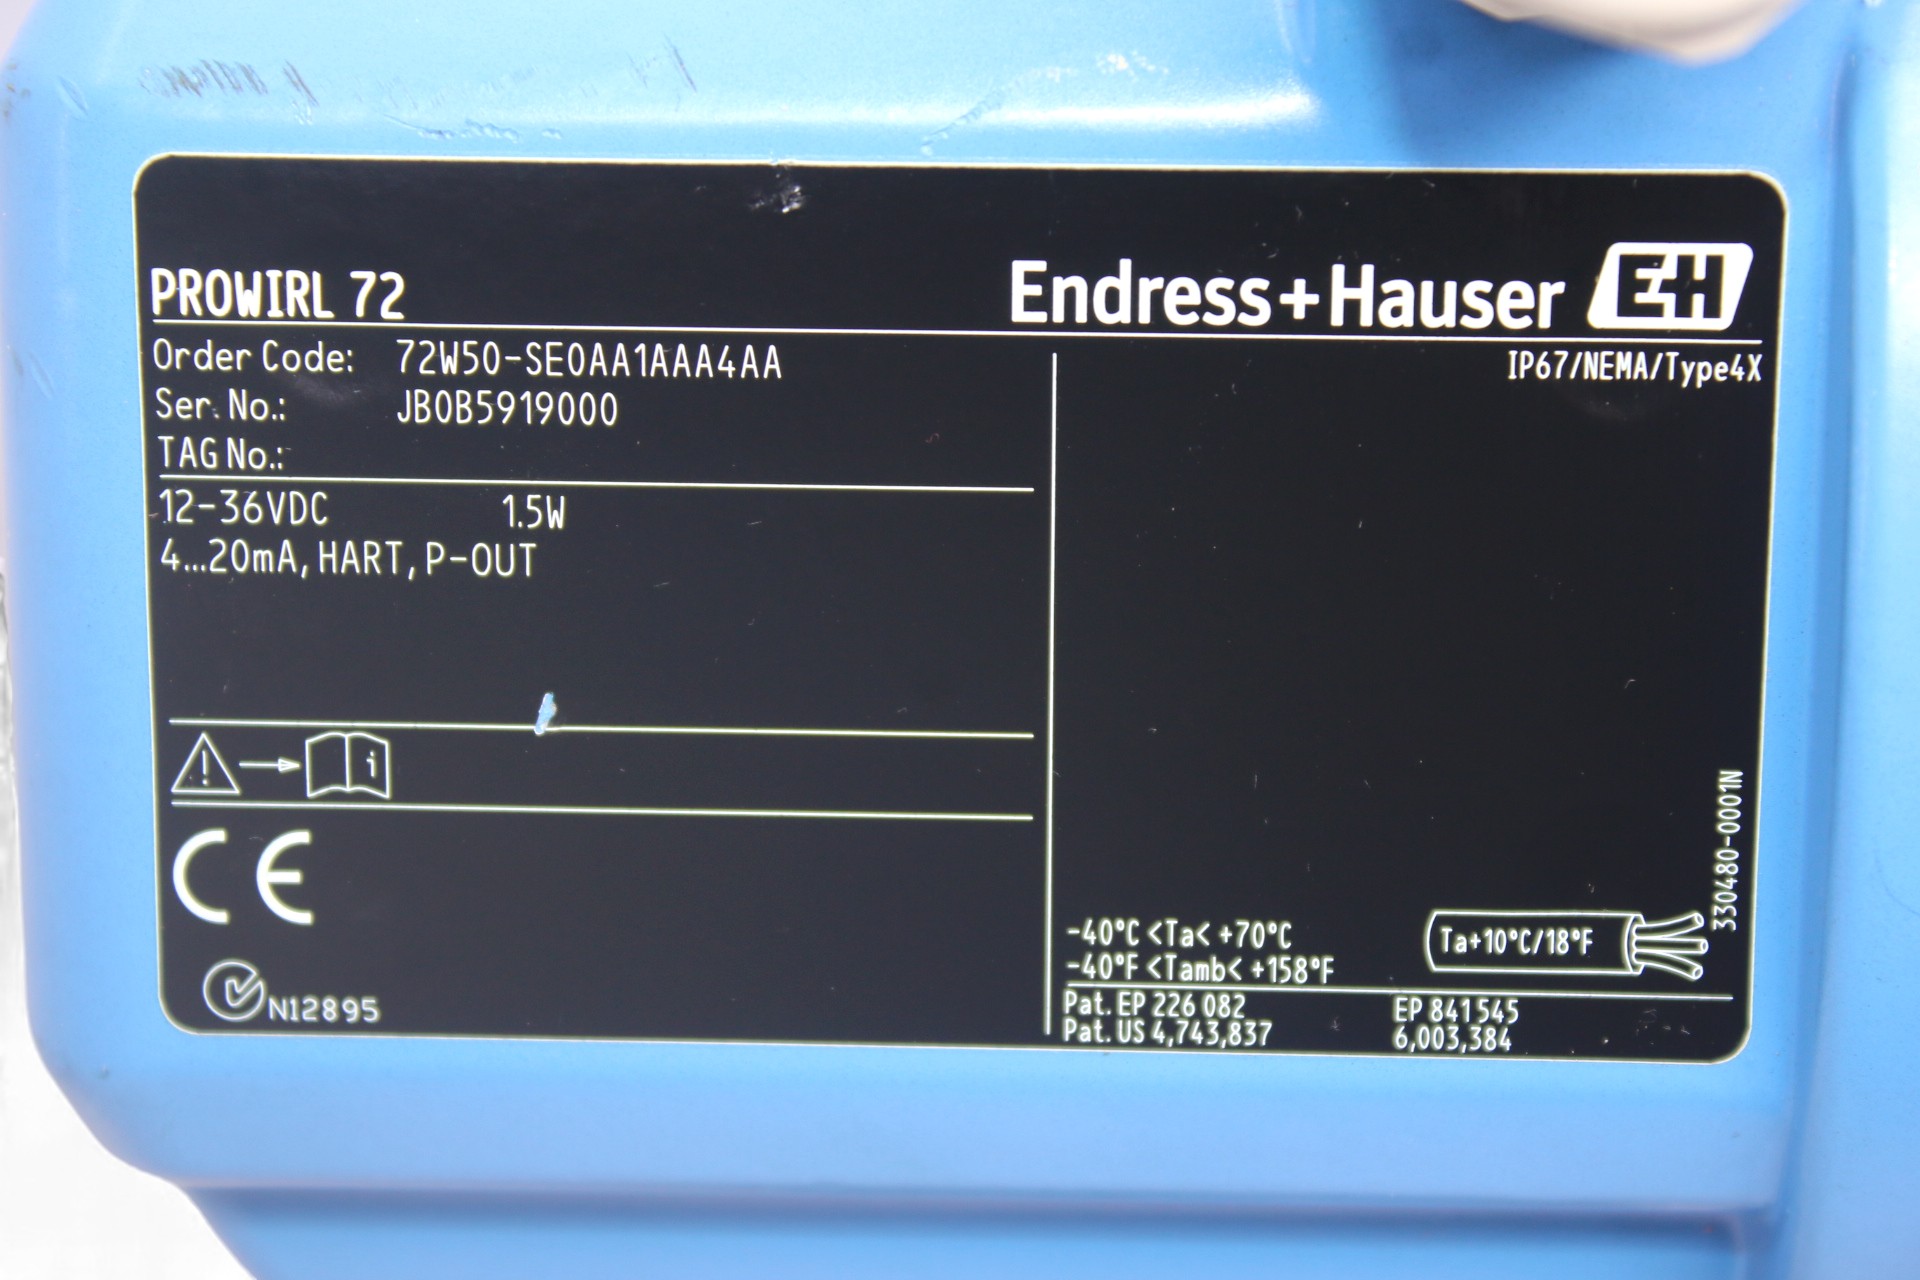 PROWIRL 72
Endress+Hauser EH
Order Code: 72W50-SE0AA1AAA4AA
IP67/NEMA/Type4X
Ser. No.: JB0B5919000
TAG No.:
12-36VDC 1.5W
4...20mA, HART, P-OUT
i
CE
N12895
-40°C <Ta< +70°C
-40°F <Tamb< +158°F
Ta+10°C/18°F
330480-0001N
Pat. EP 226 082 EP 841545
Pat. US 4,743,837 6,003,384